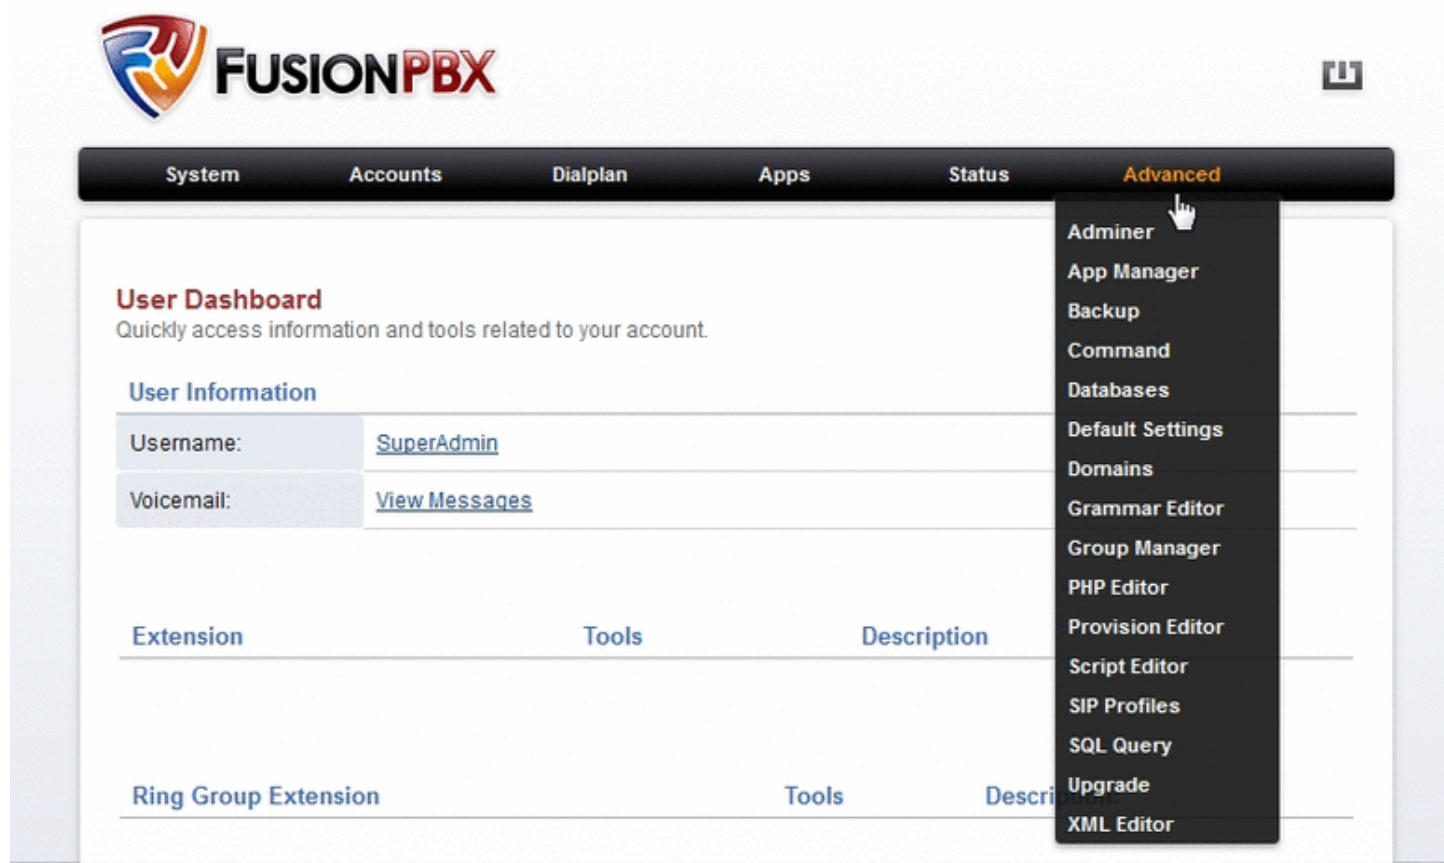 FUSIONPBX
System Accounts Dialplan Apps Status Advanced
Adminer
App Manager
Backup
Command
Databases
Default Settings
Domains
Grammar Editor
Group Manager
PHP Editor
Provision Editor
Script Editor
SIP Profiles
SQL Query
Upgrade
XML Editor
User Dashboard
Quickly access information and tools related to your account.
User Information
Username: SuperAdmin
Voicemail: View Messages
Extension Tools Description
Ring Group Extension Tools